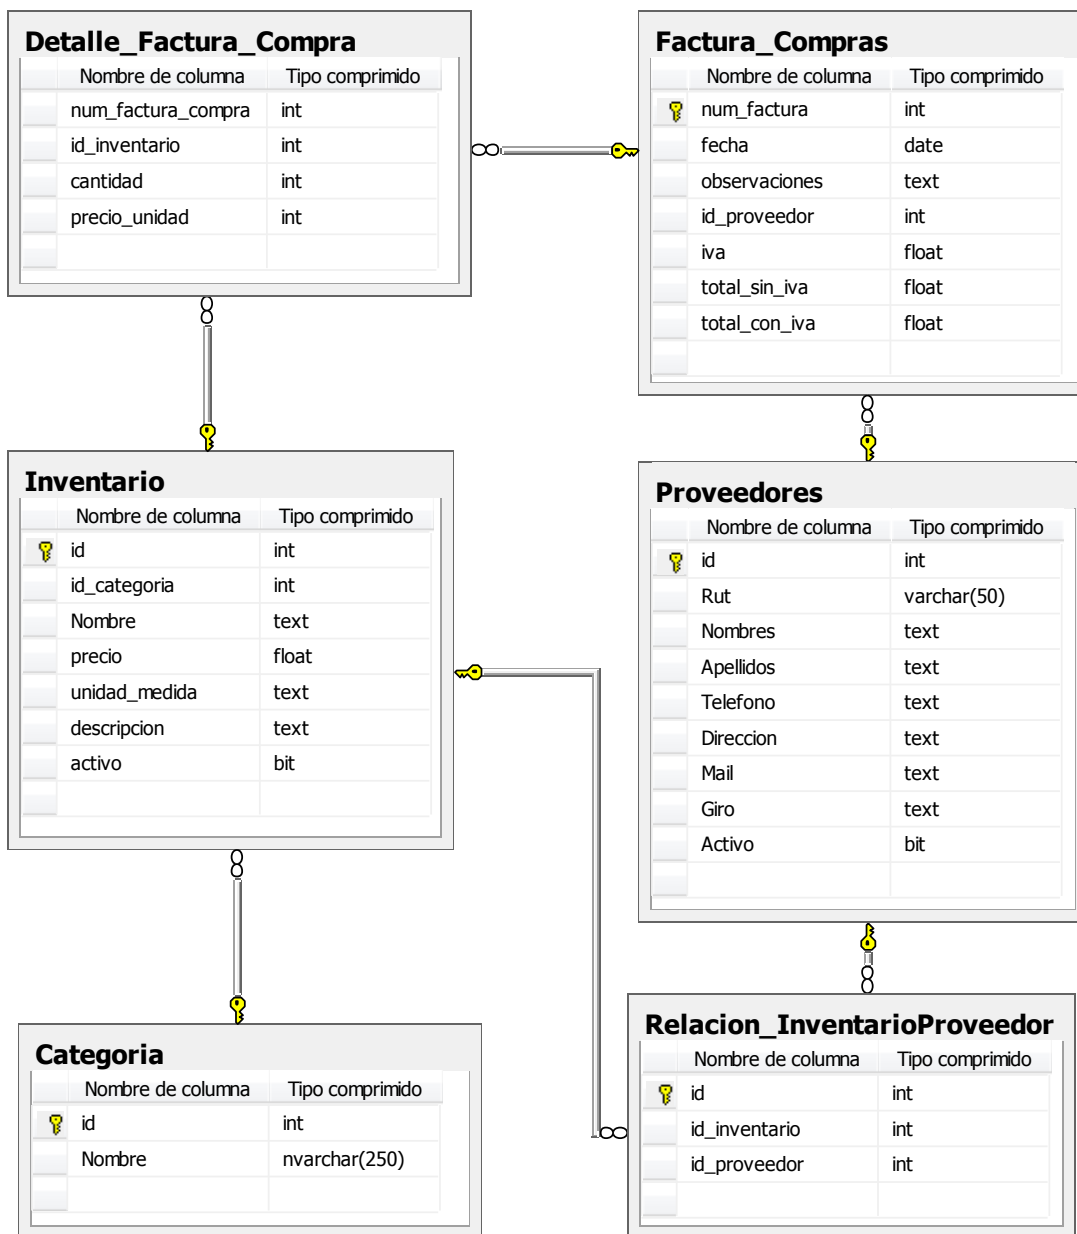 Detalle_Factura_Compra
Nombre de columna Tipo comprimido
num_factura_compra int
id_inventario int
cantidad int
precio_unidad int
Factura_Compras
Nombre de columna Tipo comprimido
num_factura int
fecha date
observaciones text
id_proveedor int
iva float
total_sin_iva float
total_con_iva float
Inventario
Nombre de columna Tipo comprimido
id int
id_categoria int
Nombre text
precio float
unidad_medida text
descripcion text
activo bit
Proveedores
Nombre de columna Tipo comprimido
id int
Rut varchar(50)
Nombres text
Apellidos text
Telefono text
Direccion text
Mail text
Giro text
Activo bit
Categoria
Nombre de columna Tipo comprimido
id int
Nombre nvarchar(250)
Relacion_InventarioProveedor
Nombre de columna Tipo comprimido
id int
id_inventario int
id_proveedor int